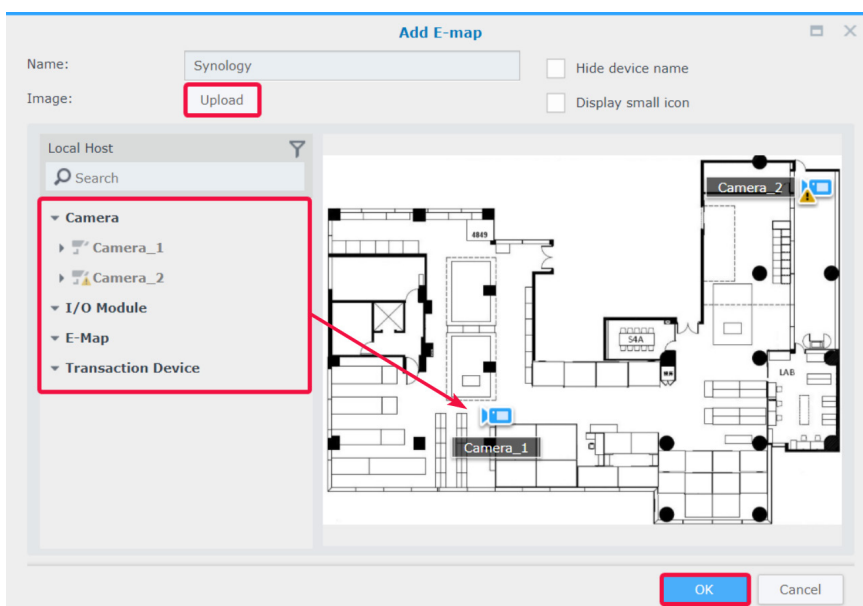 Add E-map
Name:
Synology
Hide device name
Image:
Upload
Display small icon
Local Host
Search
Camera
Camera_1
Camera_2
I/O Module
E-Map
Transaction Device
Camera_2
4849
S4A
LAB
Camera_1
OK
Cancel